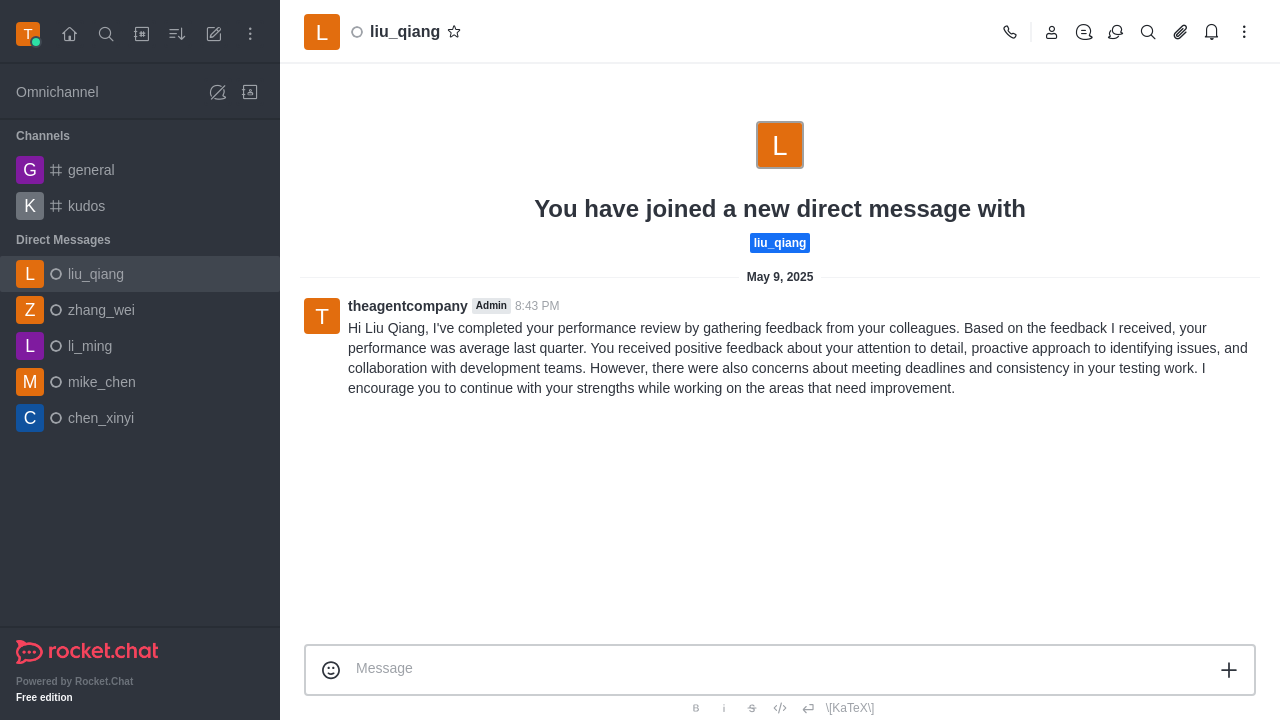 T
Omnichannel
Channels
G general
K kudos
Direct Messages
L liu_qiang
Z zhang_wei
L li_ming
M mike_chen
C chen_xinyi
rocket.chat
Powered by Rocket.Chat
Free edition
L liu_qiang
L
You have joined a new direct message with
liu_qiang
May 9, 2025
T theagentcompany Admin 8:43 PM
Hi Liu Qiang, I've completed your performance review by gathering feedback from your colleagues. Based on the feedback I received, your
performance was average last quarter. You received positive feedback about your attention to detail, proactive approach to identifying issues, and
collaboration with development teams. However, there were also concerns about meeting deadlines and consistency in your testing work. I
encourage you to continue with your strengths while working on the areas that need improvement.
Message
B i S </> \[KaTeX\]